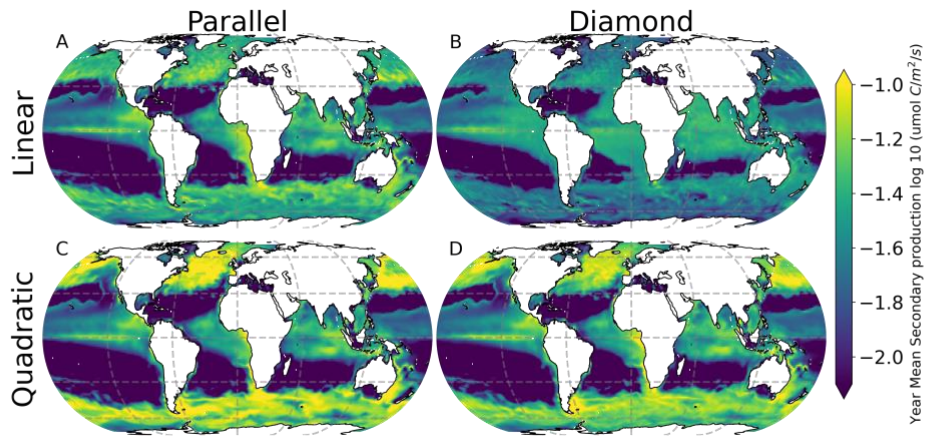 Parallel
Diamond
Linear
A
B
Quadratic
C
D
−1.0
−1.2
−1.4
−1.6
−1.8
−2.0
Year Mean Secondary production log 10 (umol C/m²/s)